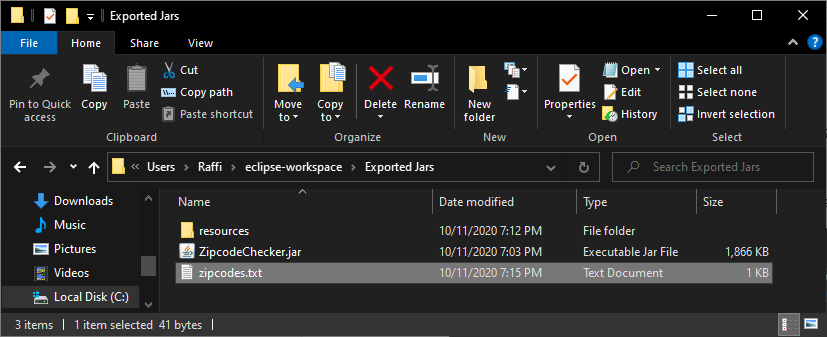 Exported Jars
File Home Share View
Pin to Quick access
Copy
Paste
Cut
Copy path
Paste shortcut
Move to
Copy to
Delete
Rename
New folder
Properties
Open
Edit
History
Select all
Select none
Invert selection
Clipboard Organize New Open Select
Users Raffi eclipse-workspace Exported Jars
Search Exported Jars
Downloads
Music
Pictures
Videos
Local Disk (C:)
Name Date modified Type Size
resources 10/11/2020 7:12 PM File folder
ZipcodeChecker.jar 10/11/2020 7:03 PM Executable Jar File 1,866 KB
zipcodes.txt 10/11/2020 7:15 PM Text Document 1 KB
3 items 1 item selected 41 bytes